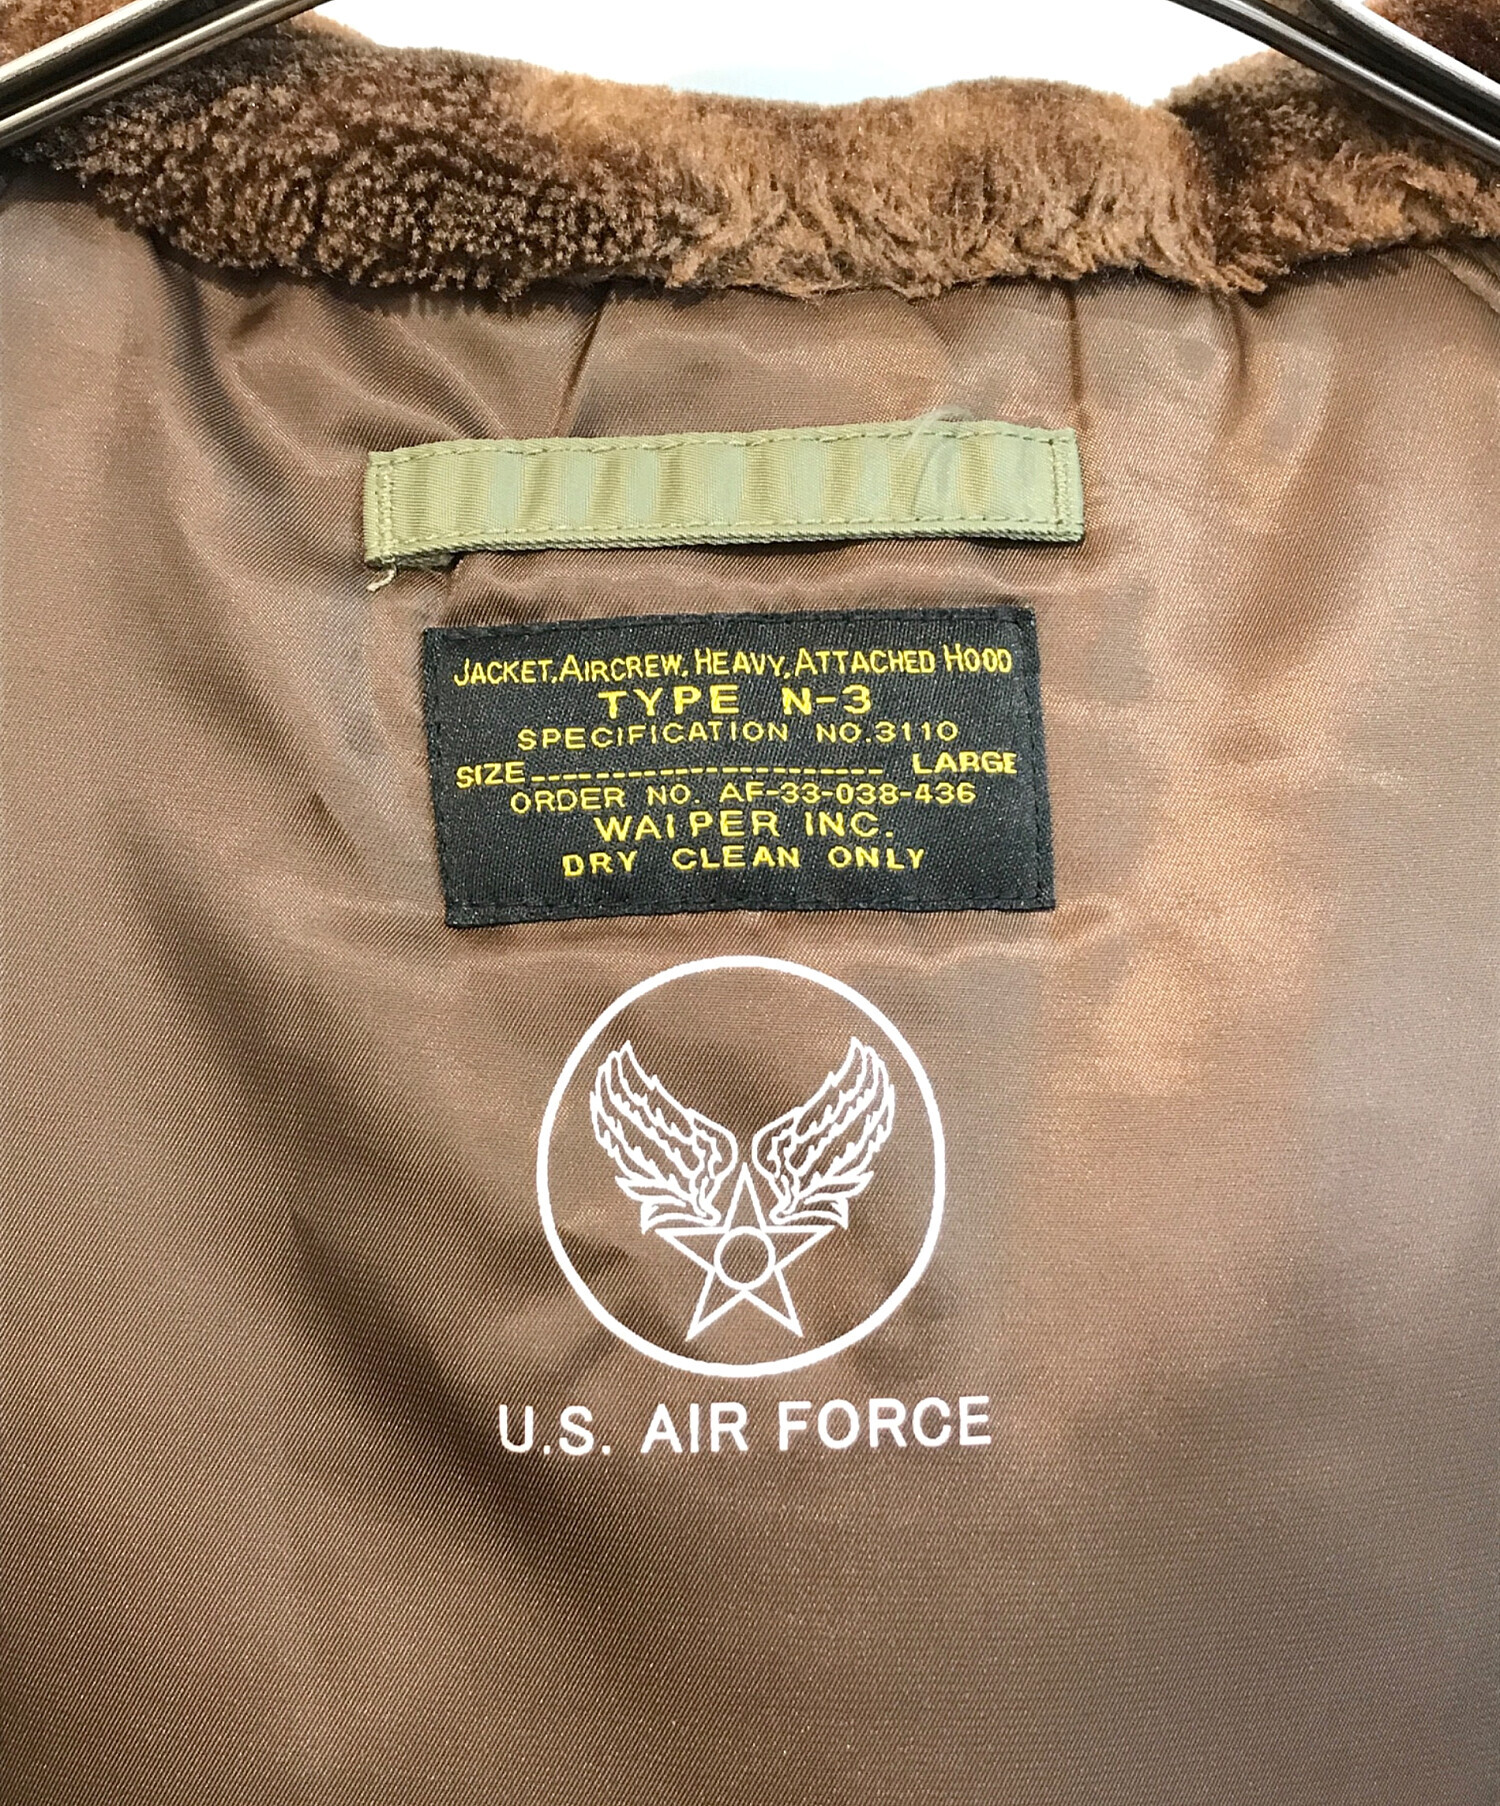 JACKET, AIRCREW, HEAVY, ATTACHED HOOD
TYPE N-3
SPECIFICATION NO.3110
SIZE_______________________ LARGE
ORDER NO. AF-33-038-436
WAIPER INC.
DRY CLEAN ONLY
U.S. AIR FORCE